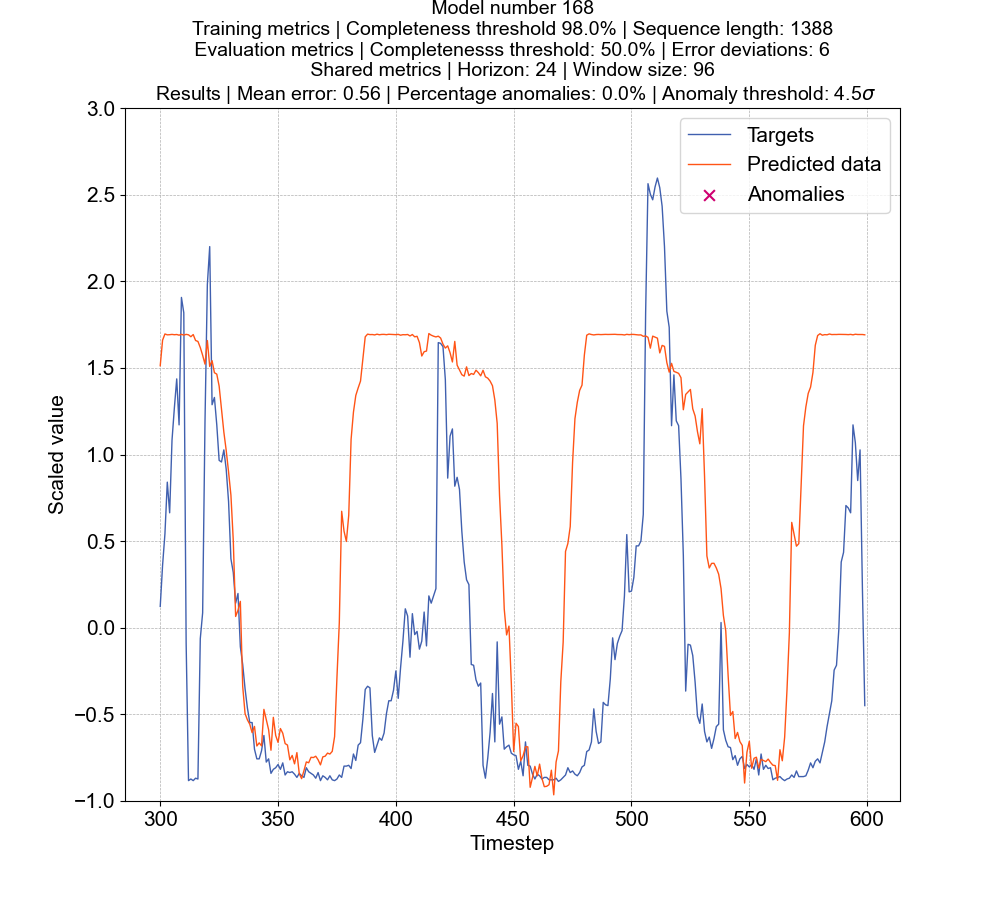 Model number 168
Training metrics | Completeness threshold 98.0% | Sequence length: 1388
Evaluation metrics | Completenesss threshold: 50.0% | Error deviations: 6
Shared metrics | Horizon: 24 | Window size: 96
Results | Mean error: 0.56 | Percentage anomalies: 0.0% | Anomaly threshold: 4.5σ
Targets
Predicted data
Anomalies
Scaled value
3.0
2.5
2.0
1.5
1.0
0.5
0.0
−0.5
−1.0
300 350 400 450 500 550 600
Timestep